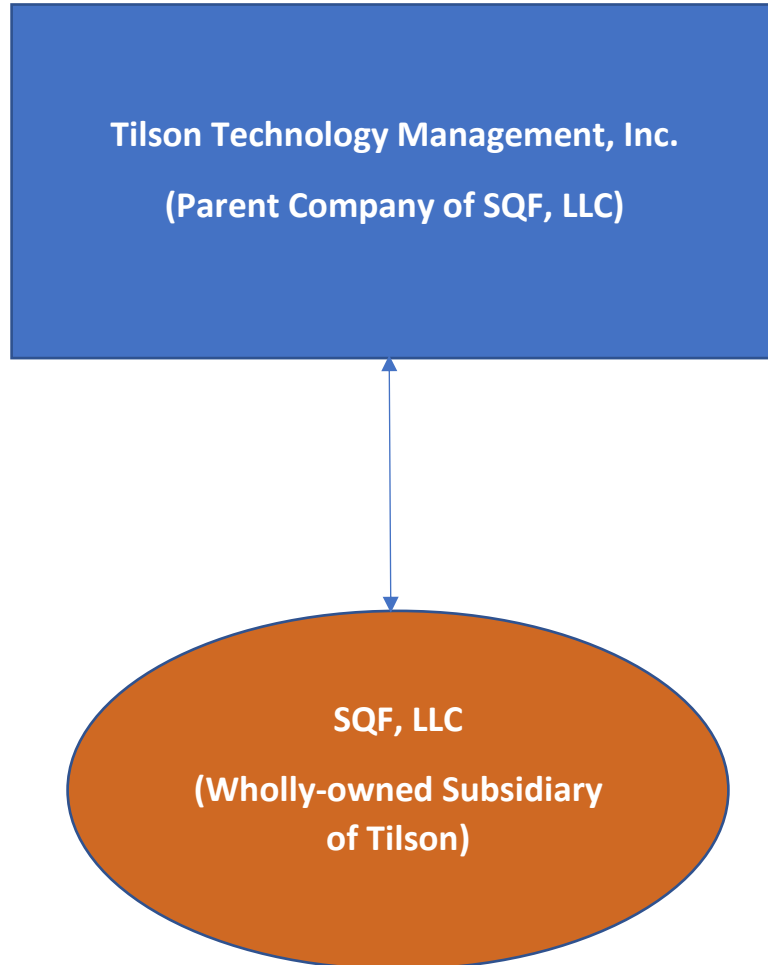 Tilson Technology Management, Inc.
(Parent Company of SQF, LLC)
SQF, LLC
(Wholly-owned Subsidiary
of Tilson)